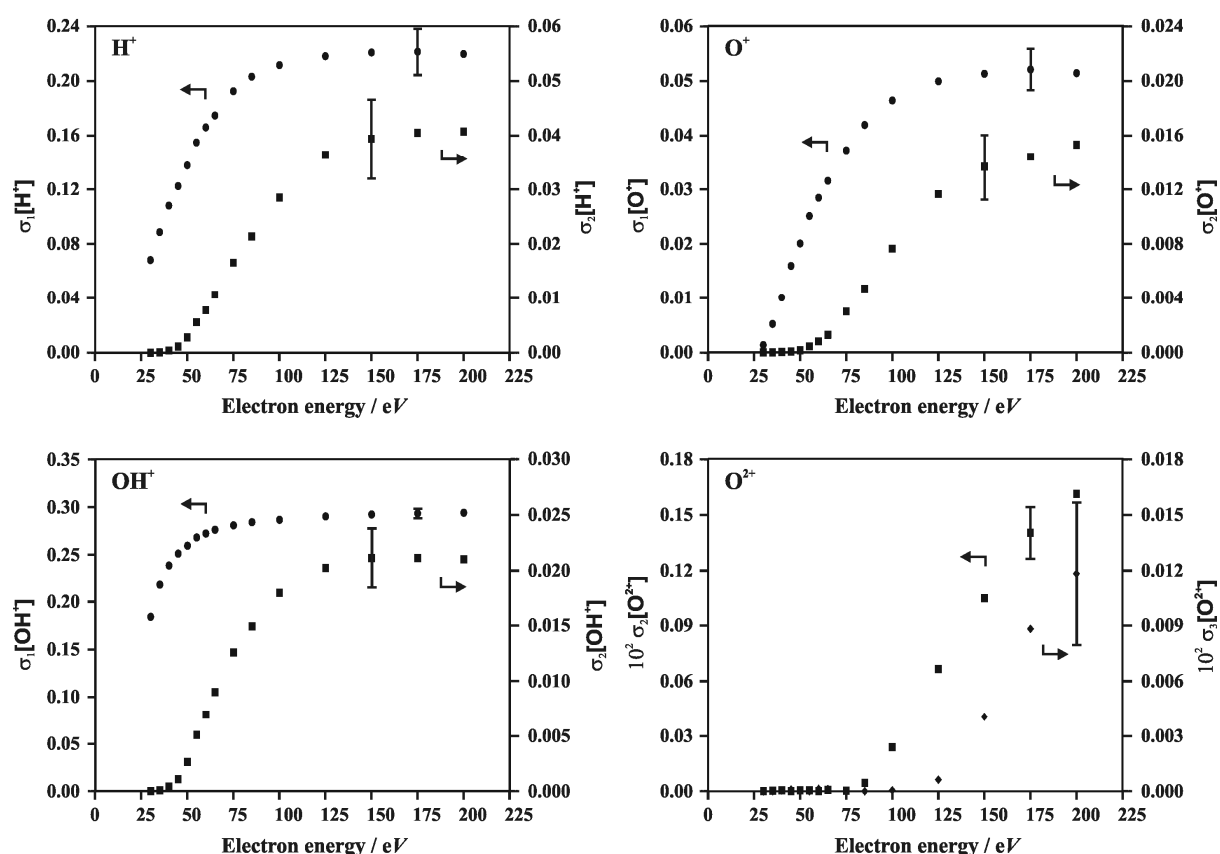 H⁺
0.24 0.20 0.16 0.12 0.08 0.04 0.00
σ₁[H⁺]
0.06 0.05 0.04 0.03 0.02 0.01 0.00
σ₂[H⁺]
0 25 50 75 100 125 150 175 200 225
Electron energy / eV
O⁺
0.06 0.05 0.04 0.03 0.02 0.01 0.00
σ₁[O⁺]
0.024 0.020 0.016 0.012 0.008 0.004 0.000
σ₂[O⁺]
0 25 50 75 100 125 150 175 200 225
Electron energy / eV
OH⁺
0.35 0.30 0.25 0.20 0.15 0.10 0.05 0.00
σ₁[OH⁺]
0.030 0.025 0.020 0.015 0.010 0.005 0.000
σ₂[OH⁺]
0 25 50 75 100 125 150 175 200 225
Electron energy / eV
O²⁺
0.18 0.15 0.12 0.09 0.06 0.03 0.00
10² σ₂[O²⁺]
0.018 0.015 0.012 0.009 0.006 0.003 0.000
10² σ₃[O²⁺]
0 25 50 75 100 125 150 175 200 225
Electron energy / eV